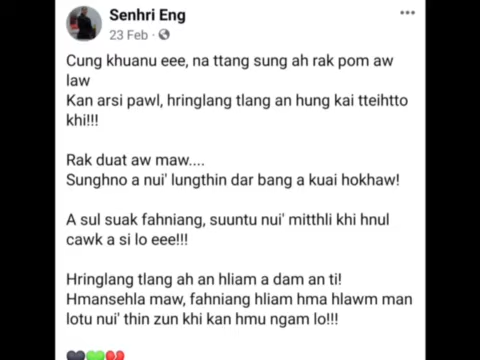 Senhri Eng
23 Feb ·
Cung khuanu eee, na ttang sung ah rak pom aw
law
Kan arsi pawl, hringlang tlang an hung kai tteihtto
khi!!!
Rak duat aw maw....
Sunghno a nui' lungthin dar bang a kuai hokhaw!
A sul suak fahniang, suuntu nui' mitthli khi hnul
cawk a si lo eee!!!
Hringlang tlang ah an hliam a dam an ti!
Hmansehla maw, fahniang hliam hma hlawm man
lotu nui' thin zun khi kan hmu ngam lo!!!